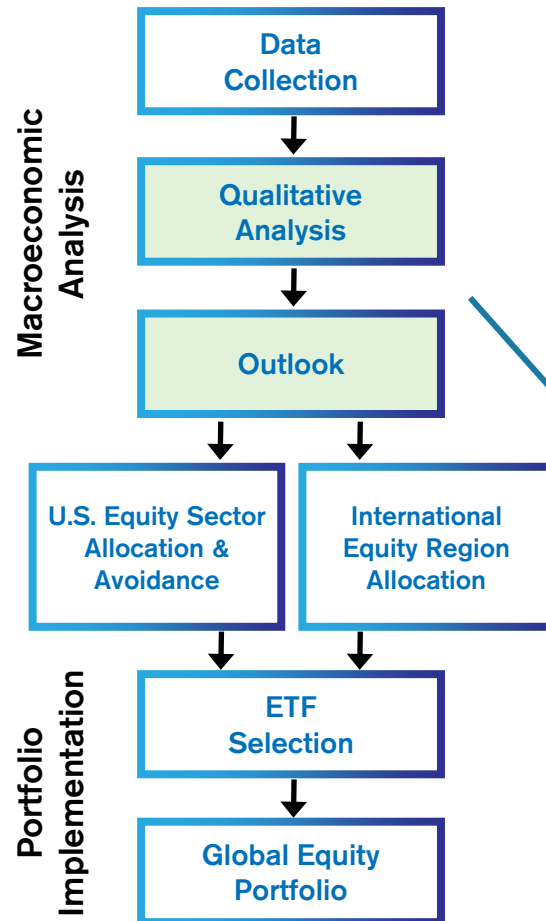 Data
Collection
Macroeconomic
Analysis
Qualitative
Analysis
Outlook
U.S. Equity Sector
Allocation &
Avoidance
International
Equity Region
Allocation
Portfolio
Implementation
ETF
Selection
Global Equity
Portfolio